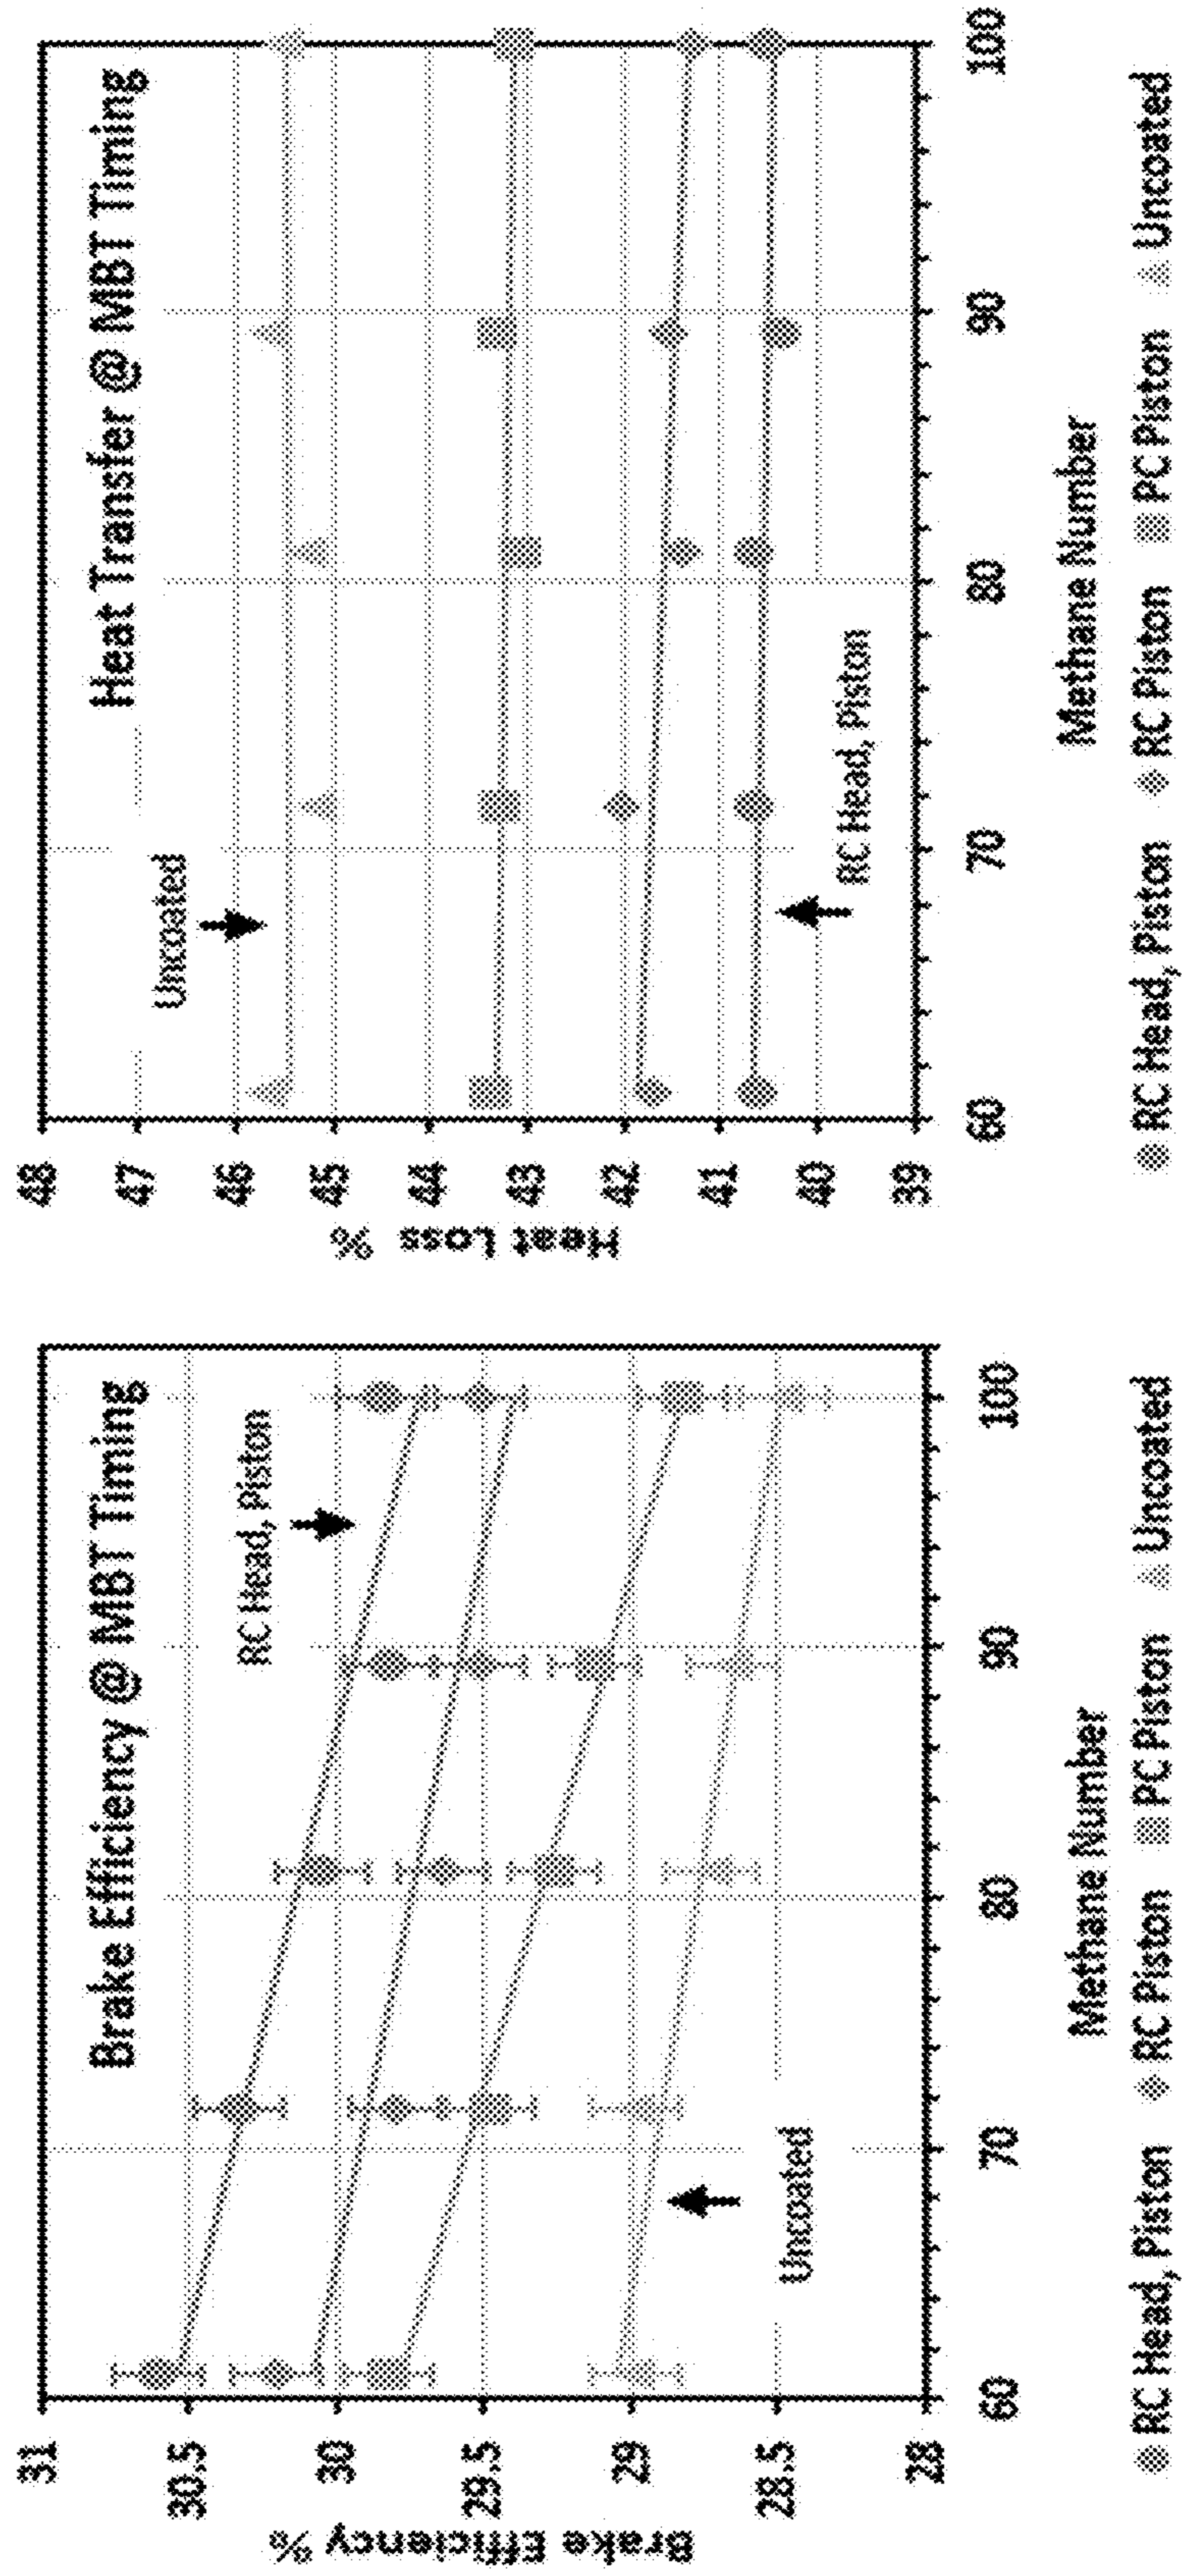 Brake Efficiency @ MBT Timing
Brake Efficiency %
31
30.5
30
29.5
29
28.5
28
RC Head, Piston
Uncoated
60
70
80
90
100
Methane Number
RC Head, Piston
RC Piston
PC Piston
Uncoated
Heat Transfer @ MBT Timing
Heat Loss %
48
47
46
45
44
43
42
41
40
39
Uncoated
RC Head, Piston
60
70
80
90
100
Methane Number
RC Head, Piston
RC Piston
PC Piston
Uncoated